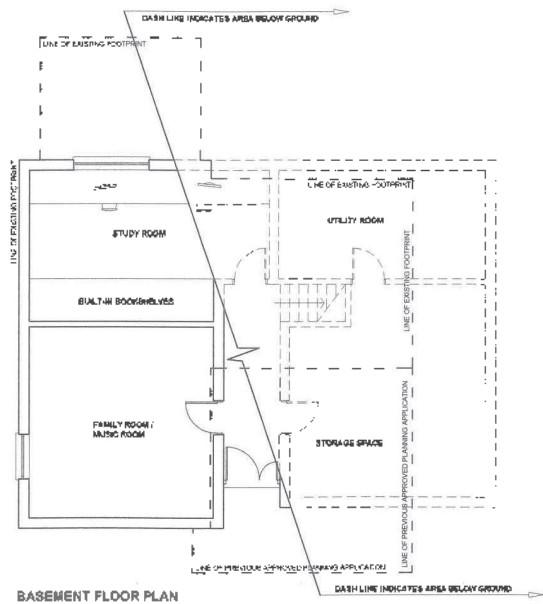 DASH LINE INDICATES AREA BELOW GROUND
LINE OF EXISTING FOOTPRINT
LINE OF EXISTING FOOTPRINT
LINE OF EXISTING FOOTPRINT
UTILITY ROOM
STUDY ROOM
LINE OF EXISTING FOOTPRINT
BUILT-IN BOOKSHELVES
FAMILY ROOM /
MUSIC ROOM
STORAGE SPACE
LINE OF PREVIOUS APPROVED PLANNING APPLICATION
LINE OF PREVIOUS APPROVED PLANNING APPLICATION
DASH LINE INDICATES AREA BELOW GROUND
BASEMENT FLOOR PLAN